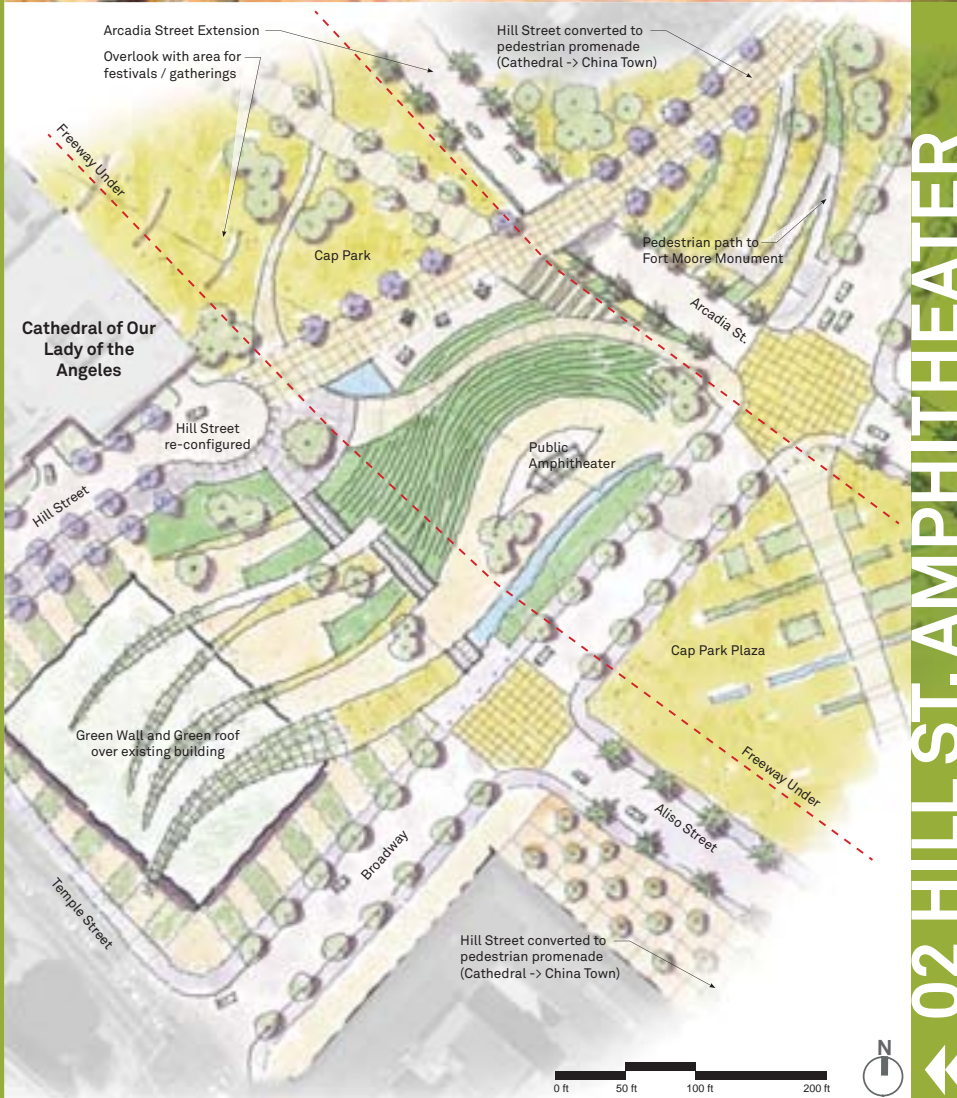 Arcadia Street Extension
Overlook with area for
festivals / gatherings
Hill Street converted to
pedestrian promenade
(Cathedral -> China Town)
Freeway Under
Cap Park
Pedestrian path to
Fort Moore Monument
Arcadia St.
Cathedral of Our
Lady of the
Angeles
Hill Street
re-configured
Public
Amphitheater
Hill Street
Cap Park Plaza
Green Wall and Green roof
over existing building
Freeway Under
Aliso Street
Broadway
Temple Street
Hill Street converted to
pedestrian promenade
(Cathedral -> China Town)
N
0 ft 50 ft 100 ft 200 ft
02 HILL ST. AMPHITHEATER